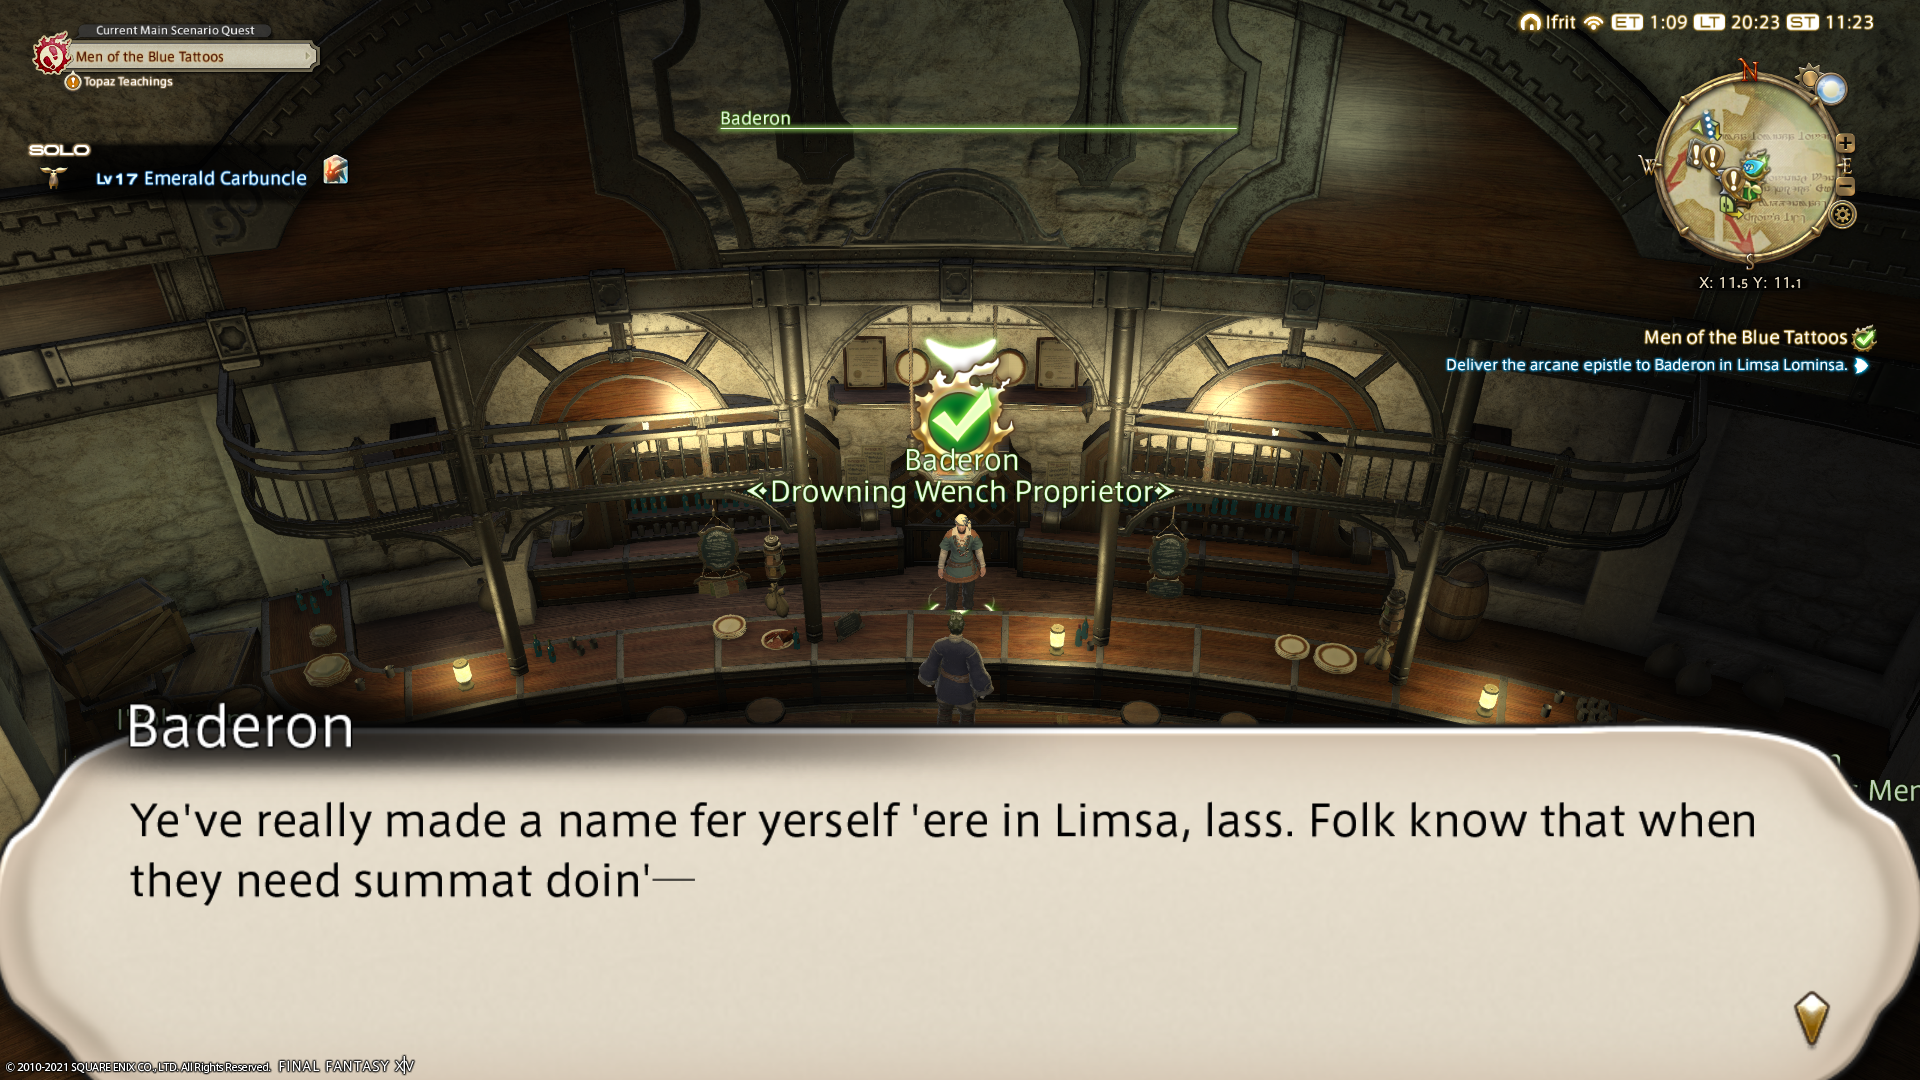 Current Main Scenario Quest
Men of the Blue Tattoos
Topaz Teachings
SOLO
Lv17 Emerald Carbuncle
Baderon
Ifrit ET 1:09 LT 20:23 ST 11:23
N
W
E
S
X: 11.5 Y: 11.1
Men of the Blue Tattoos
Deliver the arcane epistle to Baderon in Limsa Lominsa.
Baderon
«Drowning Wench Proprietor»
Baderon
Ye've really made a name fer yerself 'ere in Limsa, lass. Folk know that when
they need summat doin'—
© 2010-2021 SQUARE ENIX CO., LTD. All Rights Reserved. FINAL FANTASY XIV